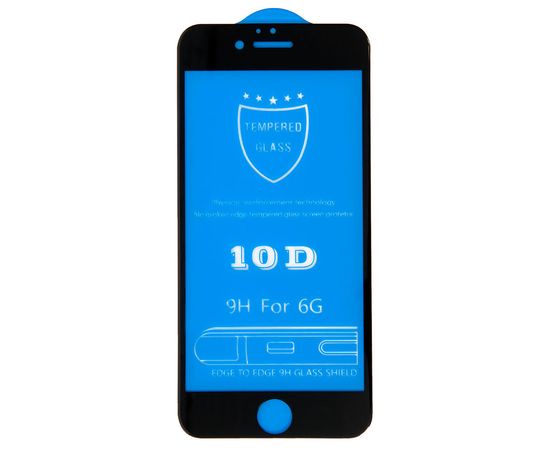 TEMPERED
GLASS
Physical reinforcement technology
No broken edge tempered glass screen protetor
10D
9H For 6G
EDGE TO EDGE 9H GLASS SHIELD